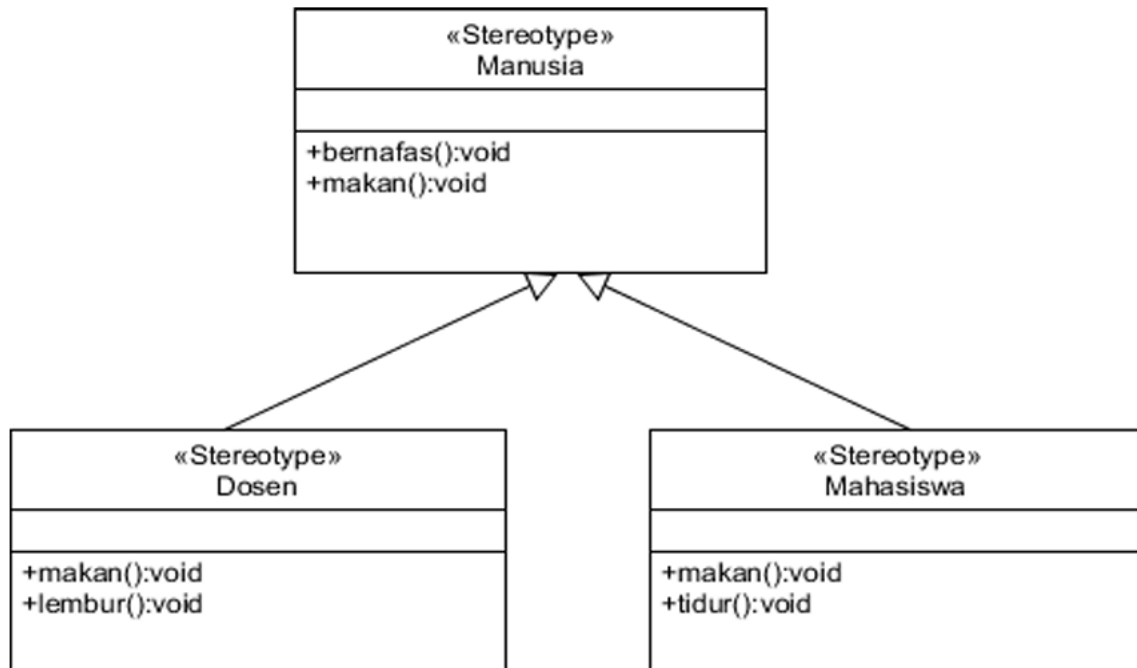 «Stereotype»
Manusia
+bernafas():void
+makan():void
«Stereotype»
Dosen
+makan():void
+lembur():void
«Stereotype»
Mahasiswa
+makan():void
+tidur():void